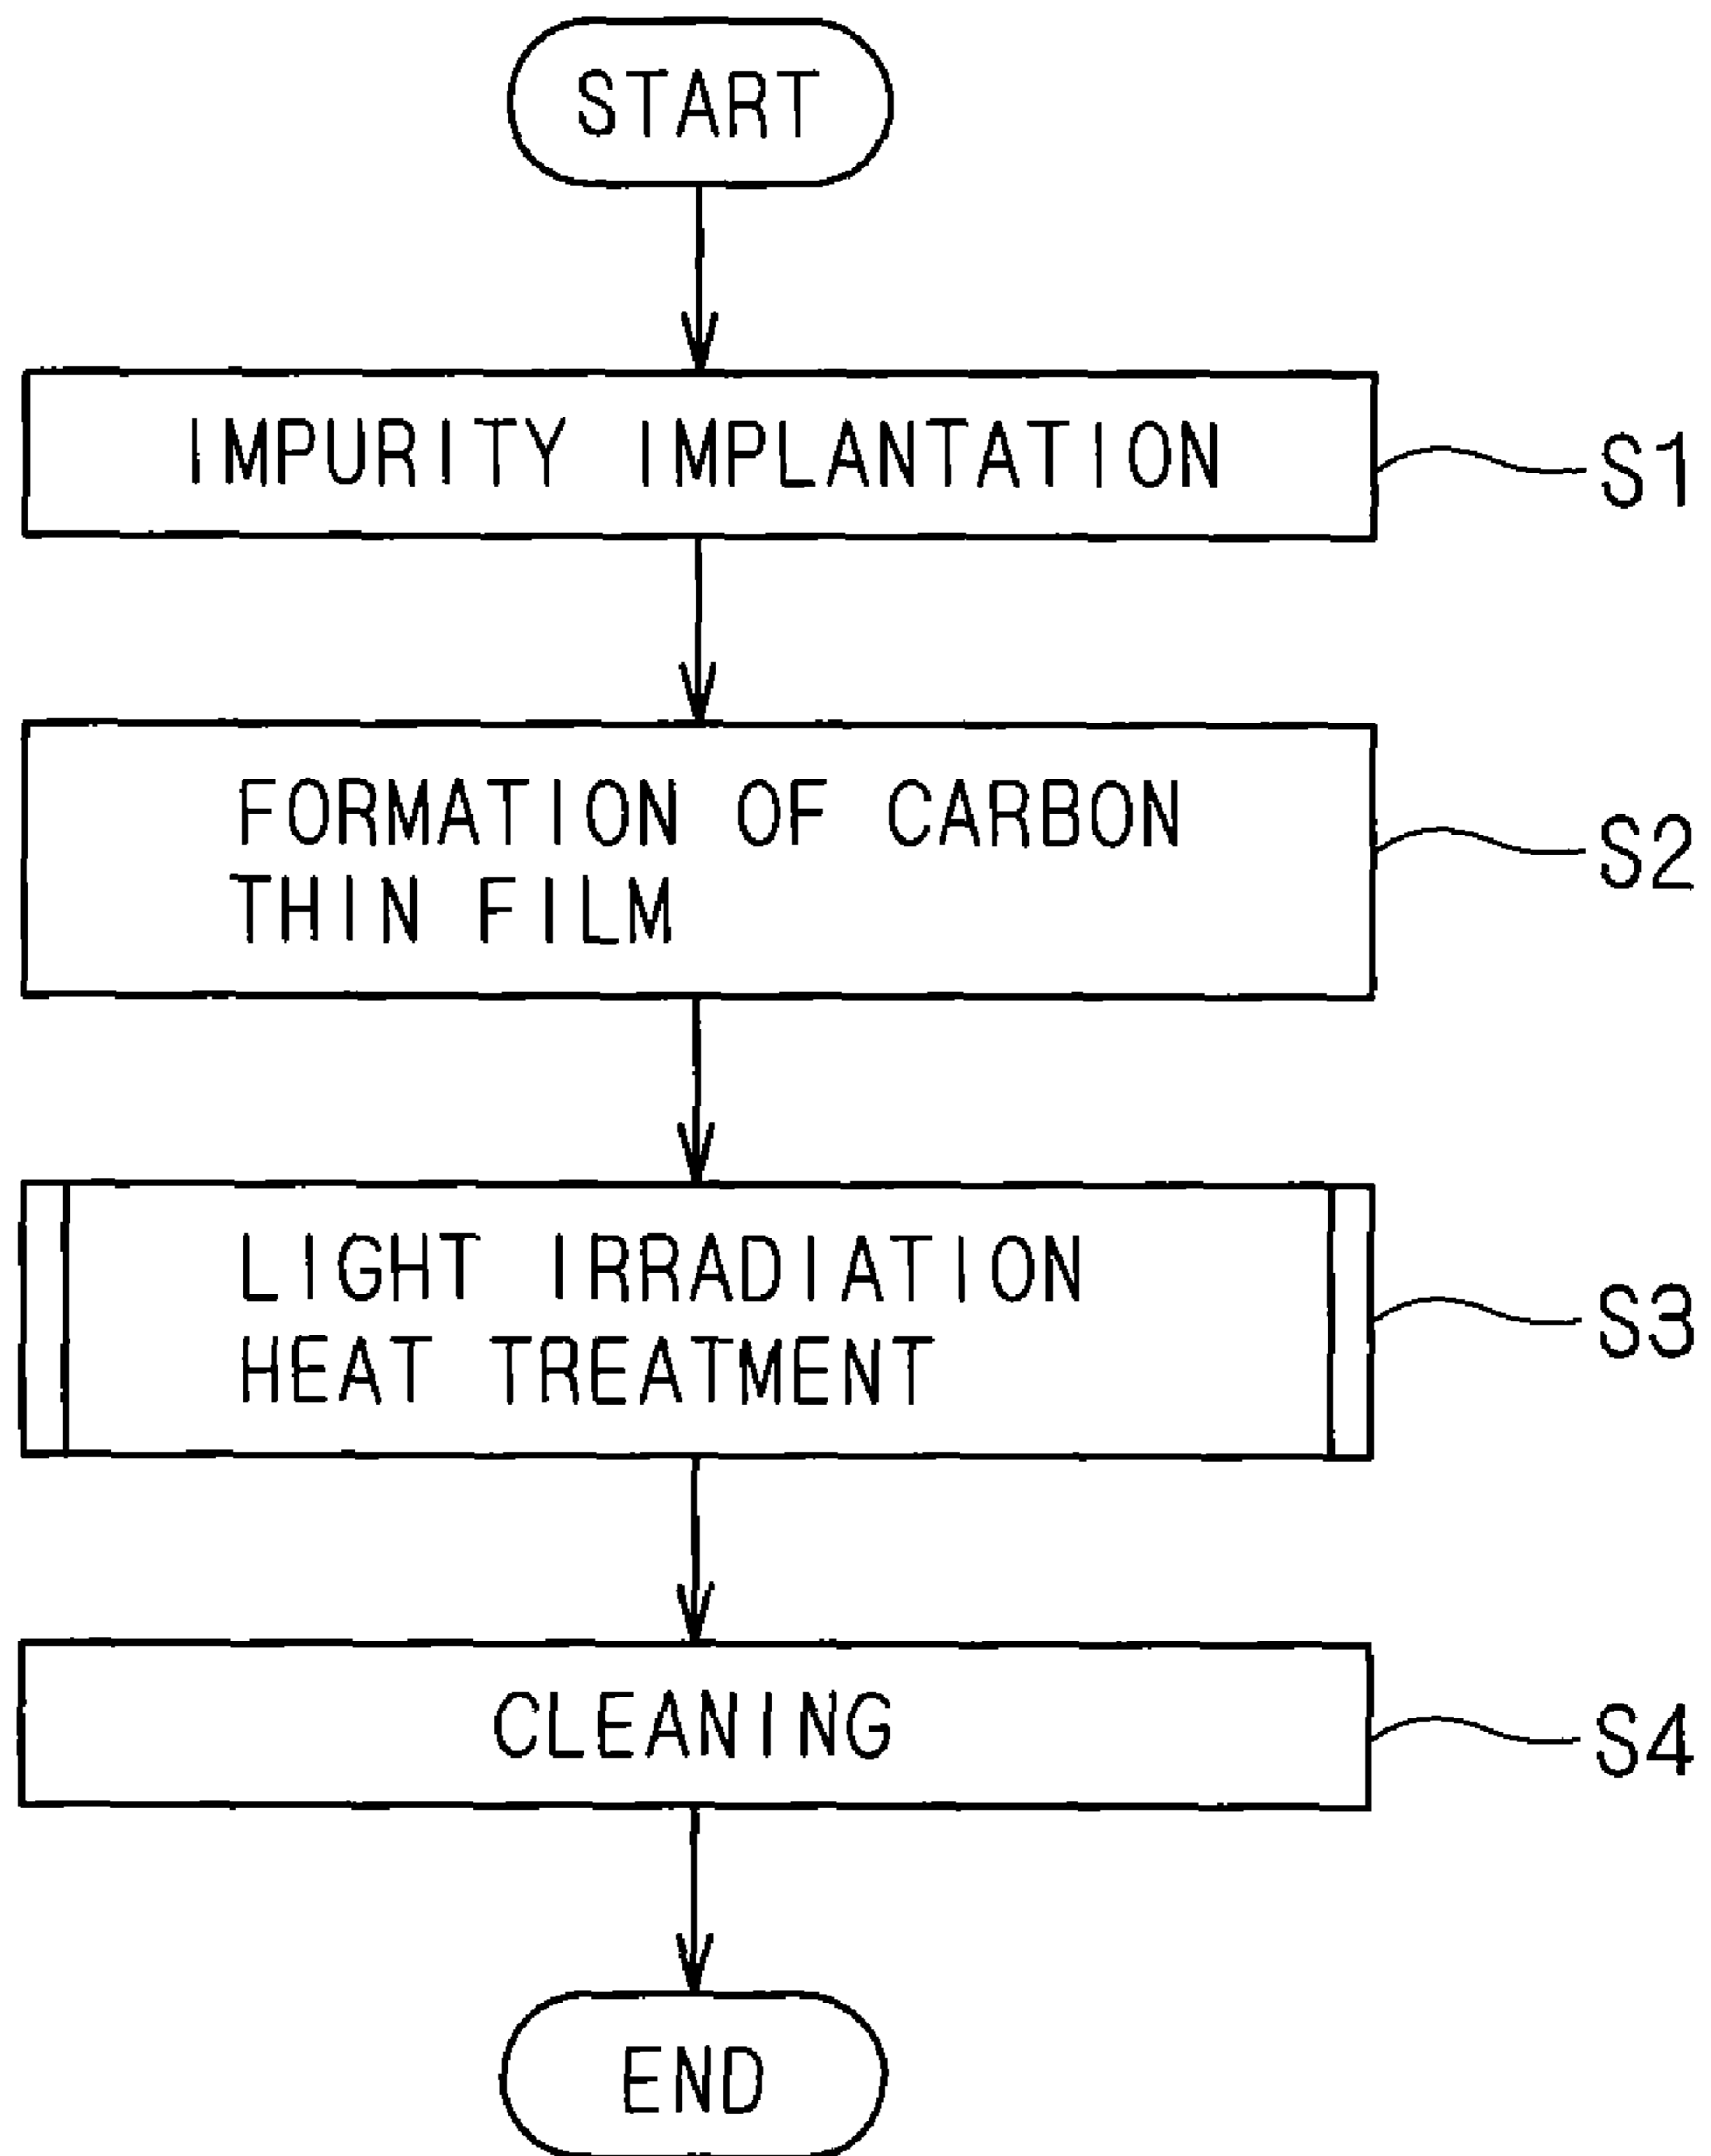 START
IMPURITY IMPLANTATION
S1
FORMATION OF CARBON
THIN FILM
S2
LIGHT IRRADIATION
HEAT TREATMENT
S3
CLEANING
S4
END